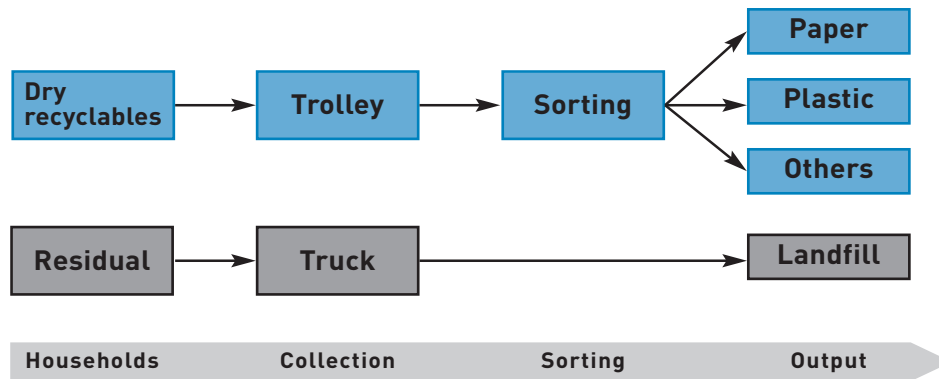 Paper
Dry
recyclables
Trolley
Sorting
Plastic
Others
Residual
Truck
Landfill
Households
Collection
Sorting
Output